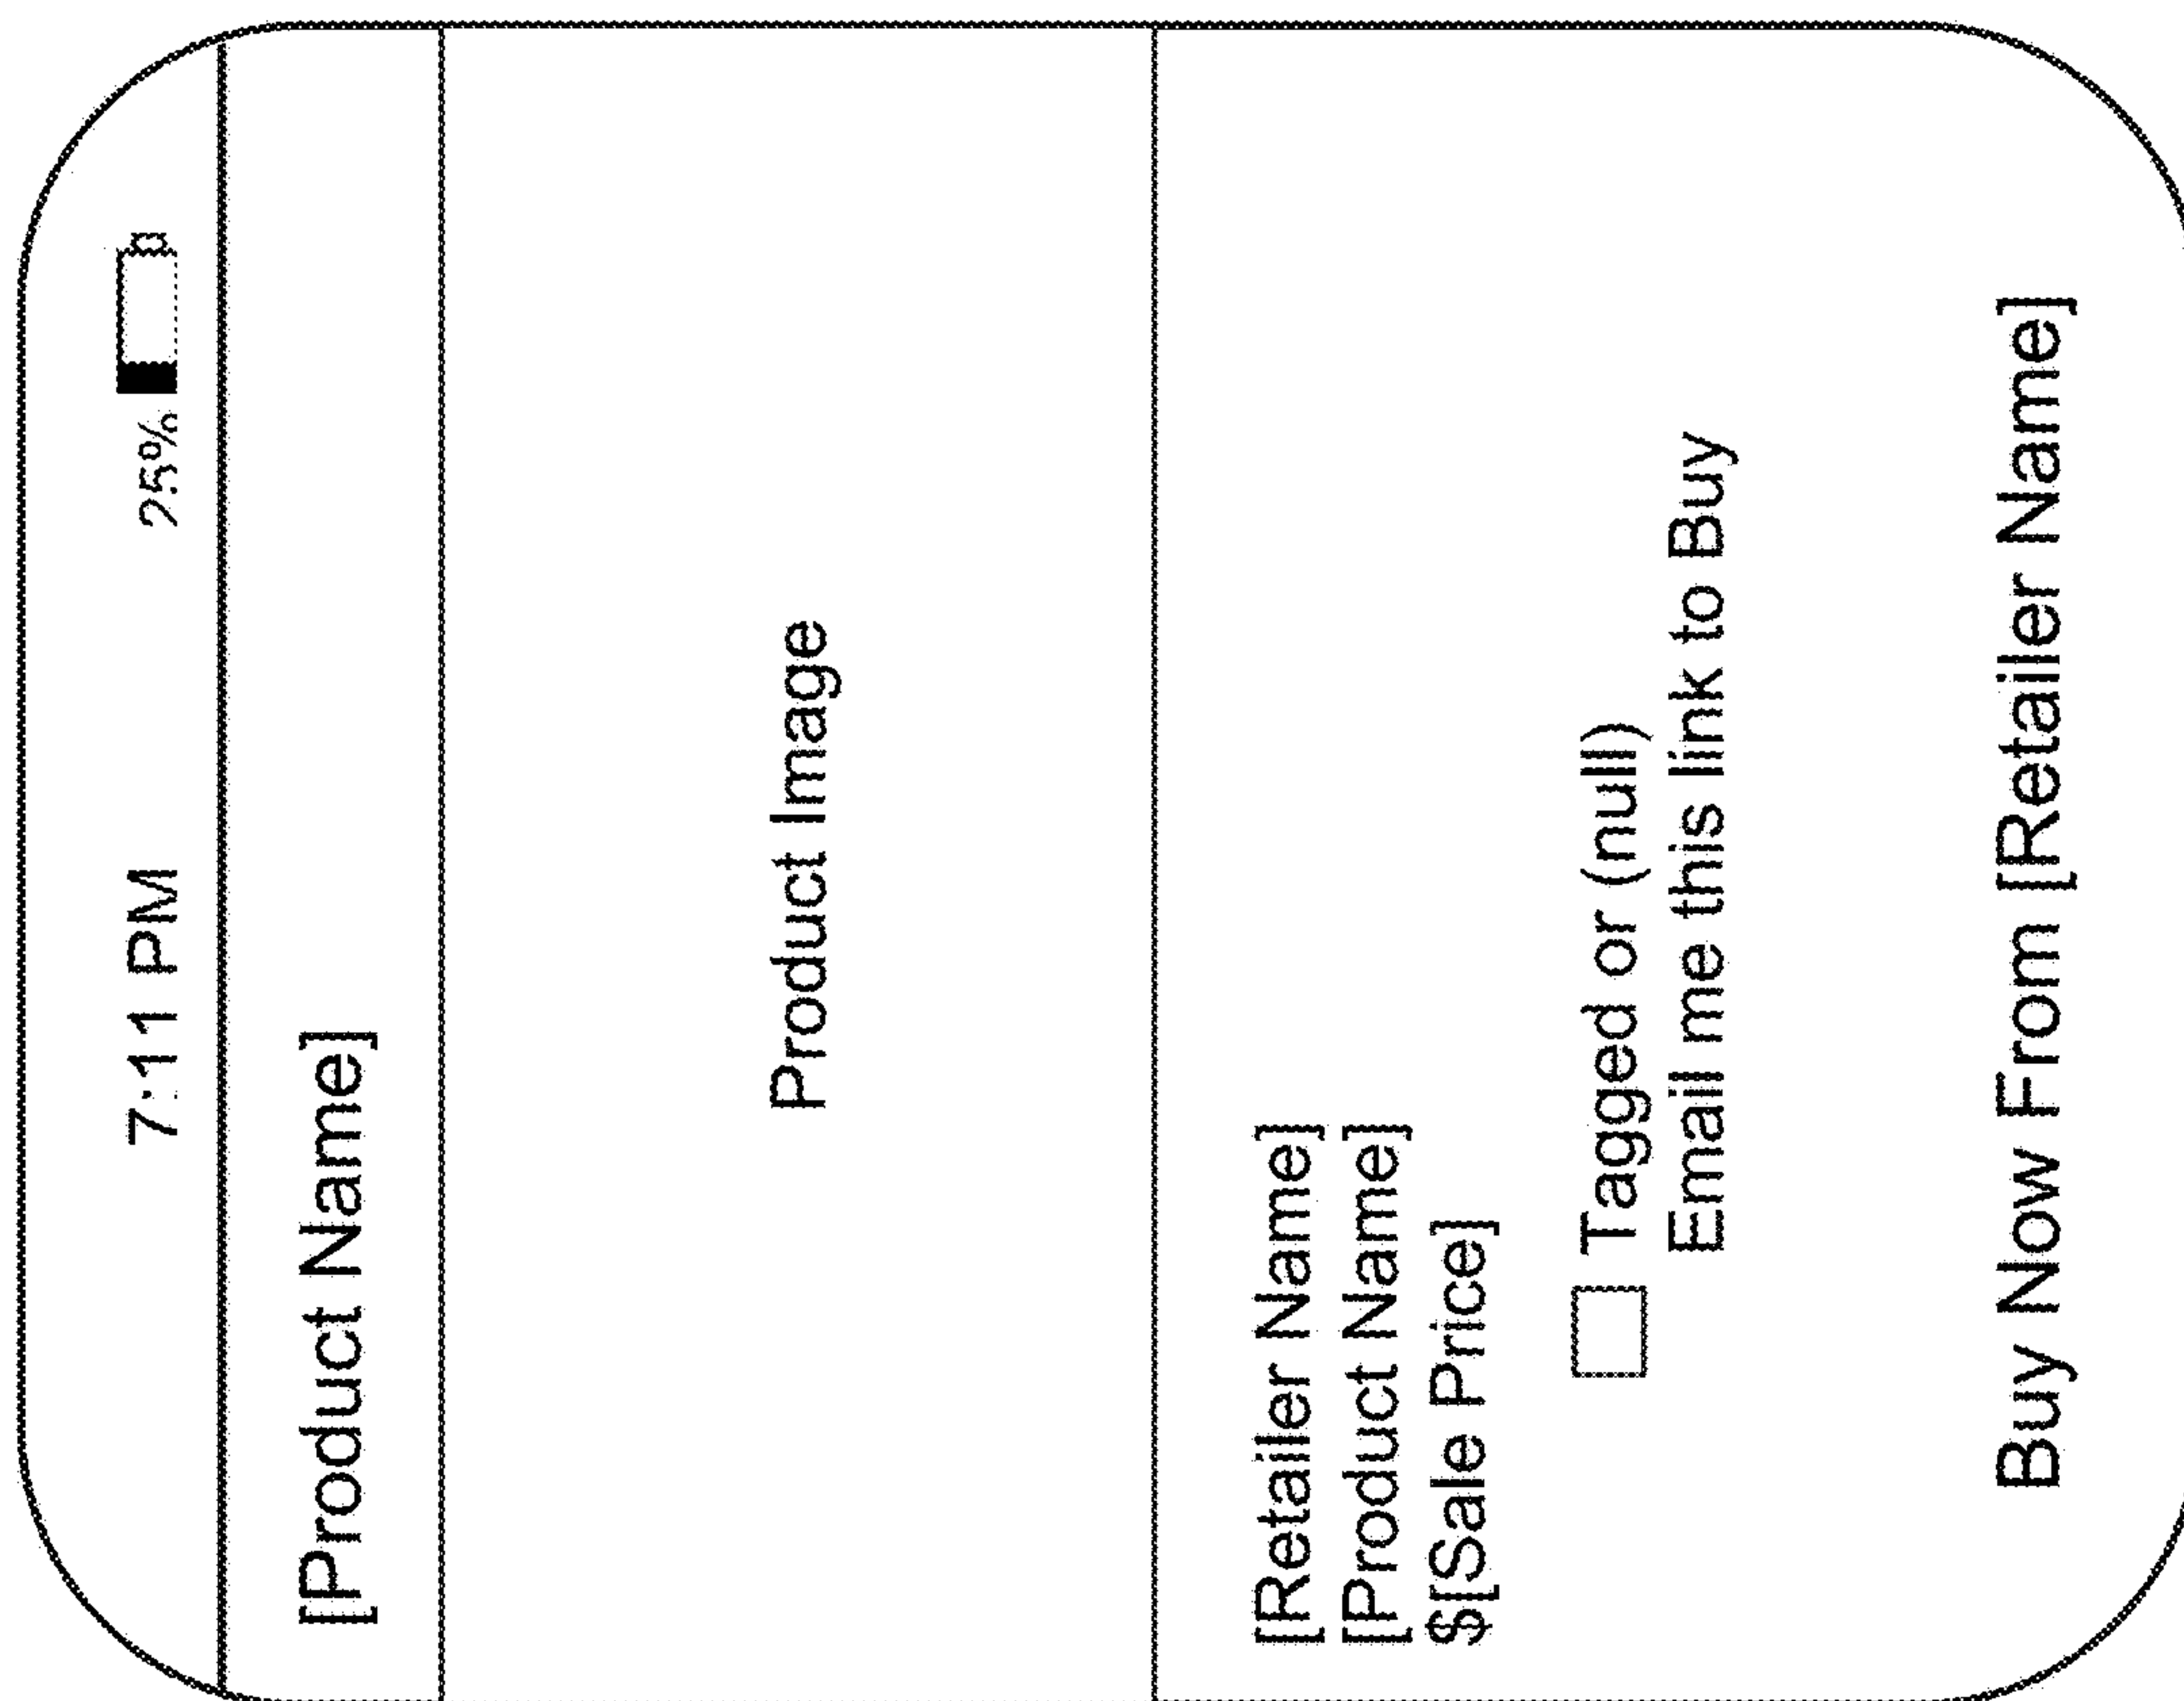 7:11 PM 25%
[Product Name]
Product Image
[Retailer Name]
[Product Name]
$[Sale Price]
Tagged or (null)
Email me this link to Buy
Buy Now From [Retailer Name]